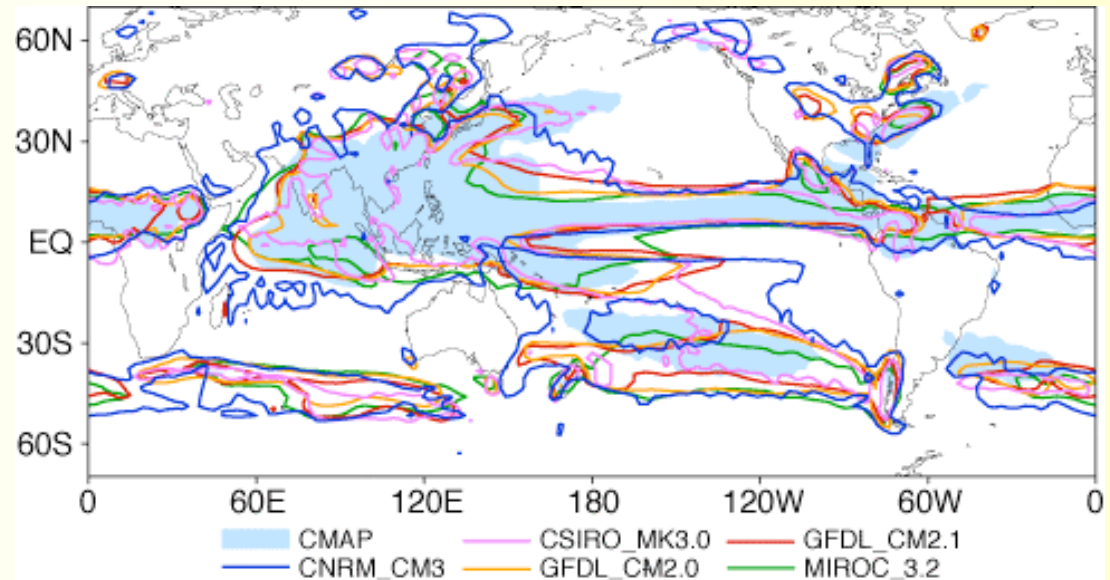 60N
30N
EQ
30S
60S
0 60E 120E 180 120W 60W 0
CMAP CSIRO_MK3.0 GFDL_CM2.1
CNRM_CM3 GFDL_CM2.0 MIROC_3.2